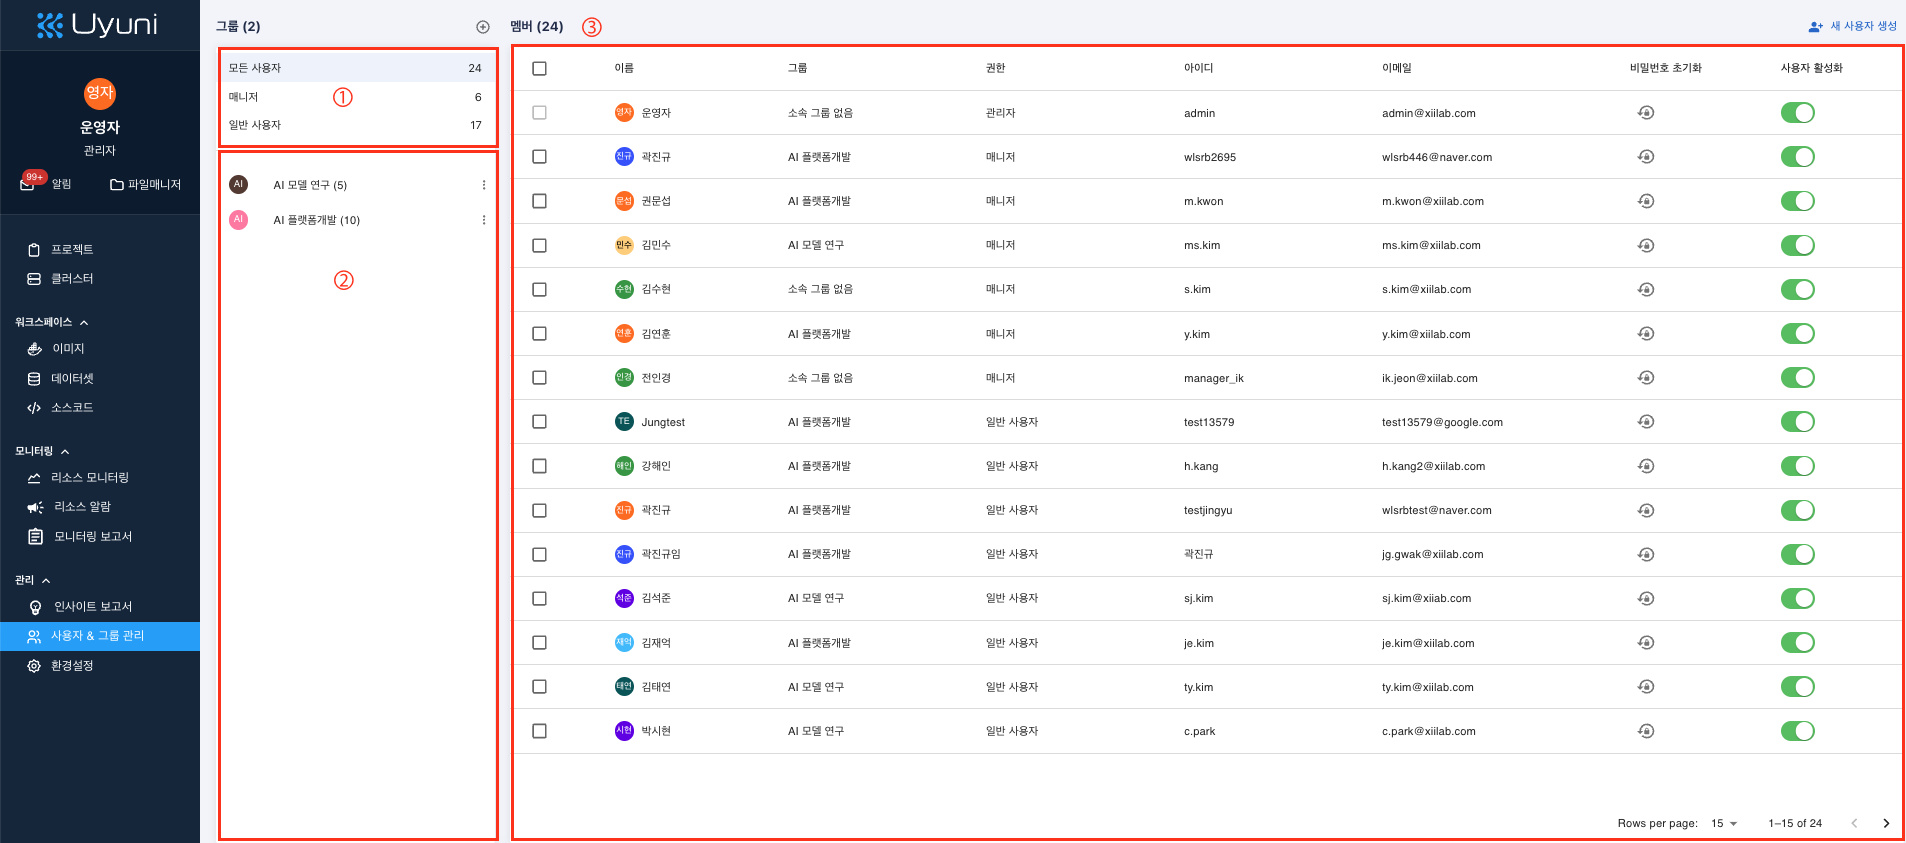 Uyuni
영자
운영자
관리자
99+
알림
파일매니저
프로젝트
클러스터
워크스페이스
이미지
데이터셋
소스코드
모니터링
리소스 모니터링
리소스 알람
모니터링 보고서
관리
인사이트 보고서
사용자 & 그룹 관리
환경설정
그룹 (2)
모든 사용자 24
매니저 6
①
일반 사용자 17
AI AI 모델 연구 (5)
AI AI 플랫폼개발 (10)
②
멤버 (24) ③
새 사용자 생성
이름 그룹 권한 아이디 이메일 비밀번호 초기화 사용자 활성화
영자 운영자 소속 그룹 없음 관리자 admin admin@xiilab.com
진규 곽진규 AI 플랫폼개발 매니저 wlsrb2695 wlsrb446@naver.com
문섭 권문섭 AI 플랫폼개발 매니저 m.kwon m.kwon@xiilab.com
민수 김민수 AI 모델 연구 매니저 ms.kim ms.kim@xiilab.com
수현 김수현 소속 그룹 없음 매니저 s.kim s.kim@xiilab.com
연훈 김연훈 AI 플랫폼개발 매니저 y.kim y.kim@xiilab.com
인경 전인경 소속 그룹 없음 매니저 manager_ik ik.jeon@xiilab.com
TE Jungtest AI 플랫폼개발 일반 사용자 test13579 test13579@google.com
해인 강해인 AI 플랫폼개발 일반 사용자 h.kang h.kang2@xiilab.com
진규 곽진규 AI 플랫폼개발 일반 사용자 testjingyu wlsrbtest@naver.com
진규 곽진규임 AI 플랫폼개발 일반 사용자 곽진규 jg.gwak@xiilab.com
석준 김석준 AI 모델 연구 일반 사용자 sj.kim sj.kim@xiiab.com
재억 김재억 AI 플랫폼개발 일반 사용자 je.kim je.kim@xiilab.com
태연 김태연 AI 모델 연구 일반 사용자 ty.kim ty.kim@xiilab.com
시현 박시현 AI 모델 연구 일반 사용자 c.park c.park@xiilab.com
Rows per page: 15 1–15 of 24